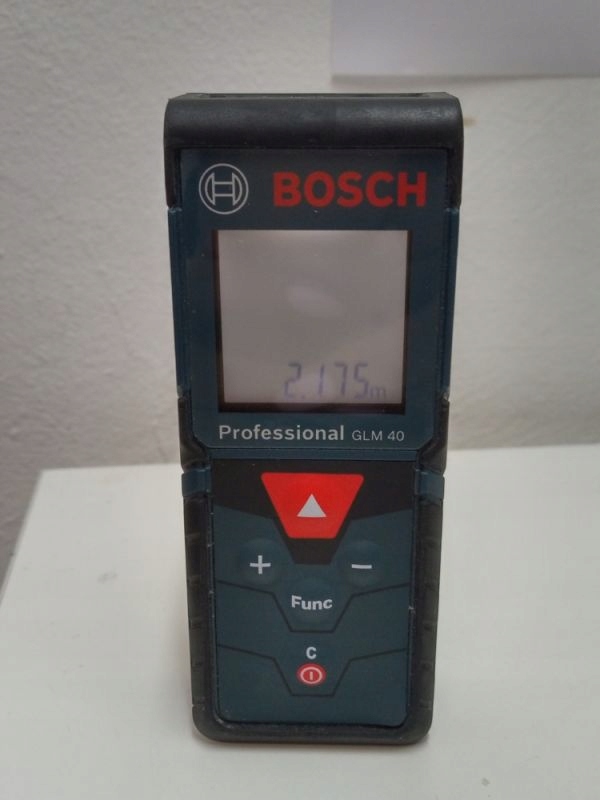 BOSCH
2.175m
Professional GLM 40
+ −
Func
C